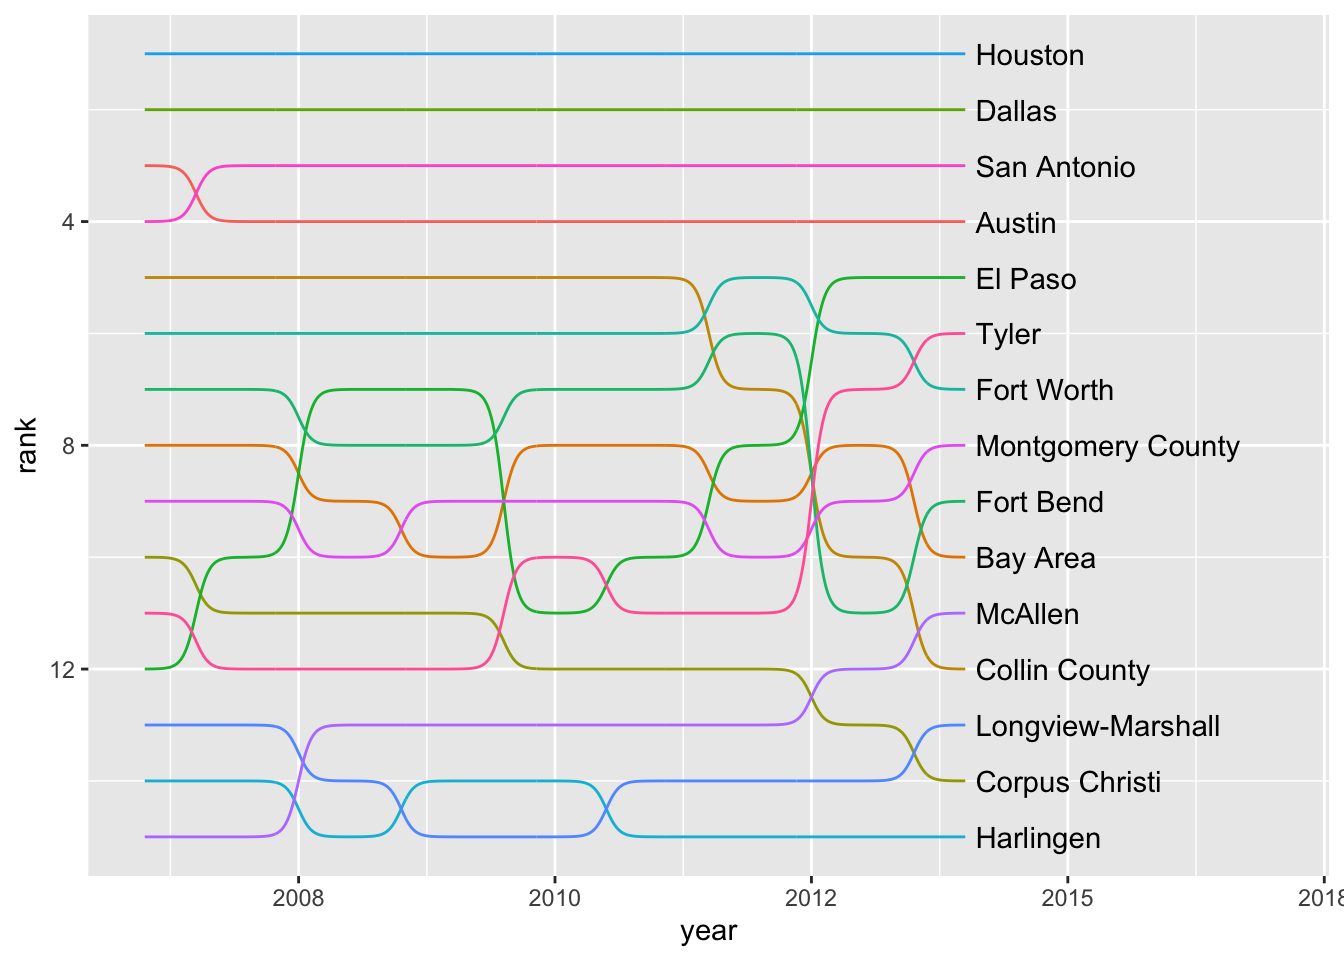 Houston
Dallas
San Antonio
4
Austin
El Paso
Tyler
Fort Worth
rank
8
Montgomery County
Fort Bend
Bay Area
McAllen
12
Collin County
Longview-Marshall
Corpus Christi
Harlingen
2008
2010
2012
2015
2018
year